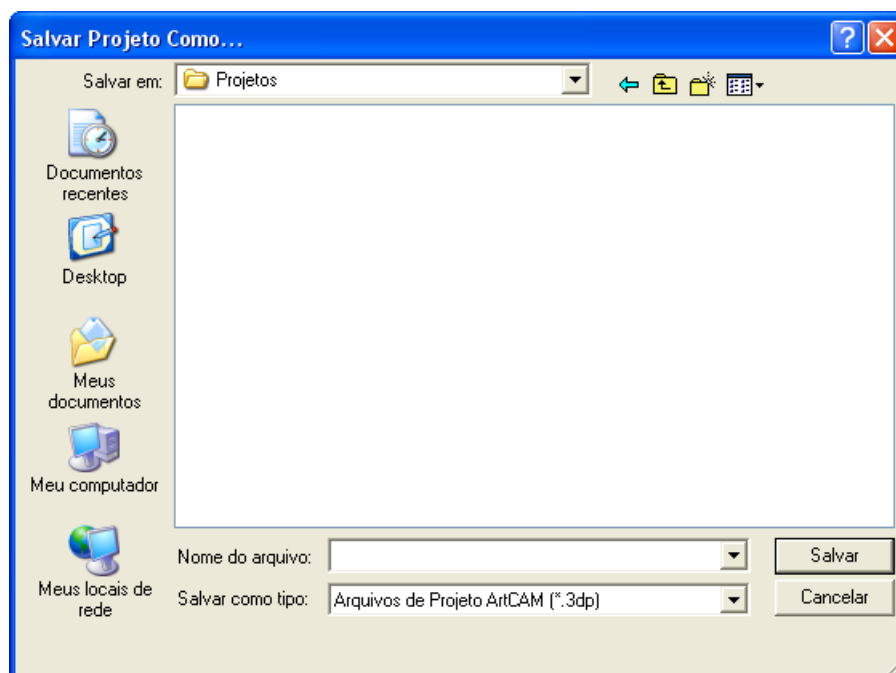 Salvar Projeto Como...
?
Salvar em:
Projetos
Documentos
recentes
Desktop
Meus
documentos
Meu computador
Meus locais de
rede
Nome do arquivo:
Salvar
Salvar como tipo:
Arquivos de Projeto ArtCAM (*.3dp)
Cancelar